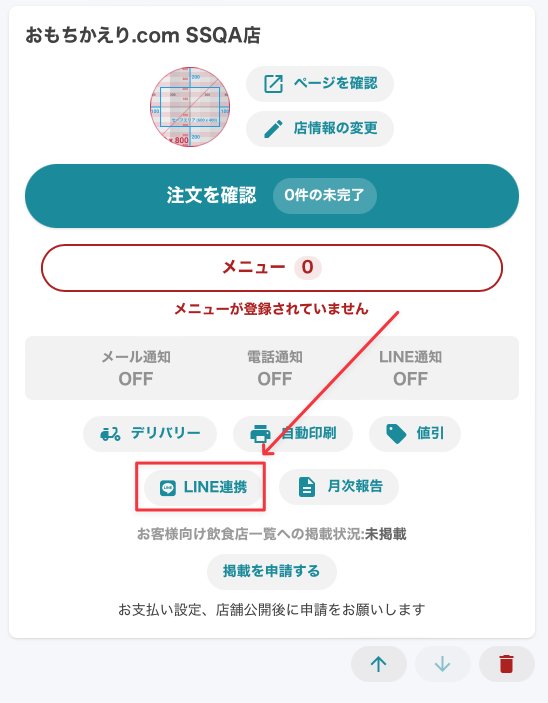 おもちかえり.com SSQA店
ページを確認
店情報の変更
x 800
注文を確認 0件の未完了
メニュー 0
メニューが登録されていません
メール通知 電話通知 LINE通知
OFF OFF OFF
デリバリー 自動印刷 値引
LINE連携 月次報告
お客様向け飲食店一覧への掲載状況:未掲載
掲載を申請する
お支払い設定、店舗公開後に申請をお願いします